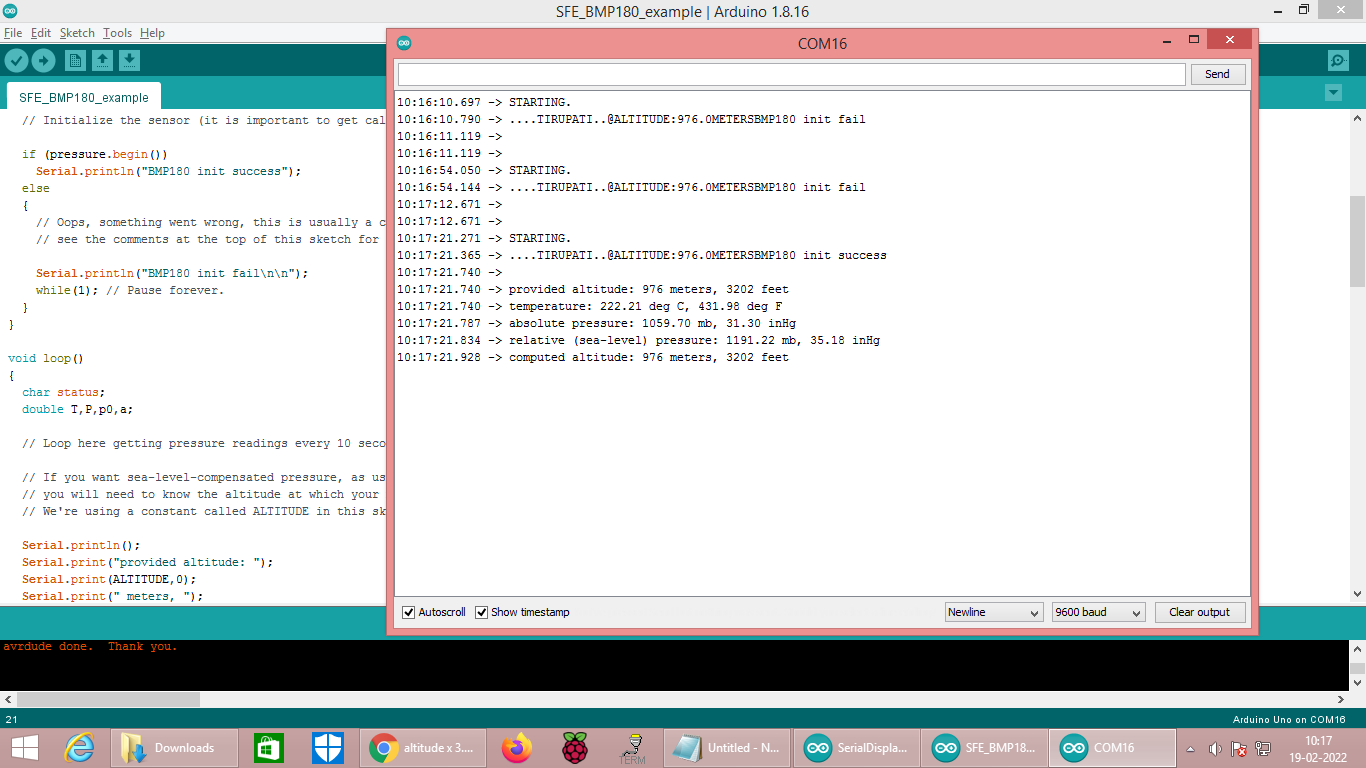 SFE_BMP180_example | Arduino 1.8.16
File Edit Sketch Tools Help
SFE_BMP180_example
// Initialize the sensor (it is important to get cal
if (pressure.begin())
Serial.println("BMP180 init success");
else
{
// Oops, something went wrong, this is usually a c
// see the comments at the top of this sketch for
Serial.println("BMP180 init fail\n\n");
while(1); // Pause forever.
}
}
void loop()
{
char status;
double T,P,p0,a;
// Loop here getting pressure readings every 10 seco
// If you want sea-level-compensated pressure, as us
// you will need to know the altitude at which your
// We're using a constant called ALTITUDE in this sk
Serial.println();
Serial.print("provided altitude: ");
Serial.print(ALTITUDE,0);
Serial.print(" meters, ");
COM16
Send
10:16:10.697 -> STARTING.
10:16:10.790 -> ....TIRUPATI..@ALTITUDE:976.0METERSBMP180 init fail
10:16:11.119 ->
10:16:11.119 ->
10:16:54.050 -> STARTING.
10:16:54.144 -> ....TIRUPATI..@ALTITUDE:976.0METERSBMP180 init fail
10:17:12.671 ->
10:17:12.671 ->
10:17:21.271 -> STARTING.
10:17:21.365 -> ....TIRUPATI..@ALTITUDE:976.0METERSBMP180 init success
10:17:21.740 ->
10:17:21.740 -> provided altitude: 976 meters, 3202 feet
10:17:21.740 -> temperature: 222.21 deg C, 431.98 deg F
10:17:21.787 -> absolute pressure: 1059.70 mb, 31.30 inHg
10:17:21.834 -> relative (sea-level) pressure: 1191.22 mb, 35.18 inHg
10:17:21.928 -> computed altitude: 976 meters, 3202 feet
Autoscroll Show timestamp Newline 9600 baud Clear output
avrdude done.  Thank you.
21 Arduino Uno on COM16
Downloads altitude x 3.... TERM Untitled - N... SerialDispla... SFE_BMP18... COM16 10:17
19-02-2022